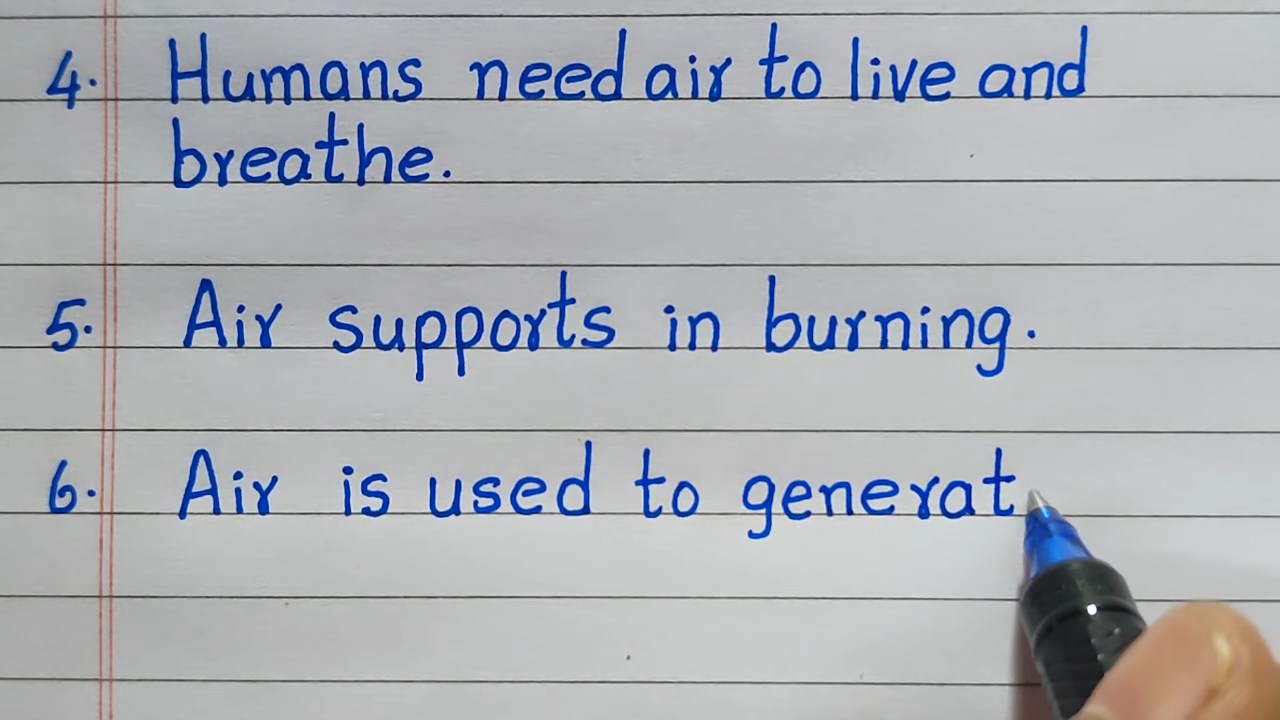 4. Humans need air to live and
breathe.
5. Air supports in burning.
6. Air is used to generat